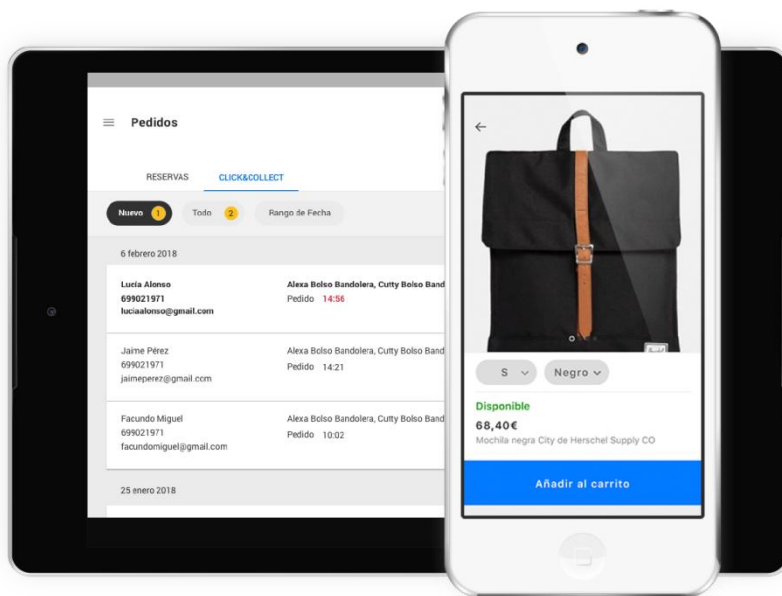 Pedidos
RESERVAS CLICK&COLLECT
Nuevo 1 Todo 2 Rango de Fecha
6 febrero 2018
Lucía Alonso Alexa Bolso Bandolera, Cutty Bolso Band
699021971 Pedido 14:56
luciaalonso@gmail.com
Jaime Pérez Alexa Bolso Bandolera, Cutty Bolso Band
699021971 Pedido 14:21
jaimeperez@gmail.com
Facundo Miguel Alexa Bolso Bandolera, Cutty Bolso Band
699021971 Pedido 10:02
facundomiguel@gmail.com
25 enero 2018
S Negro
Disponible
68,40€
Mochila negra City de Herschel Supply CO
Añadir al carrito